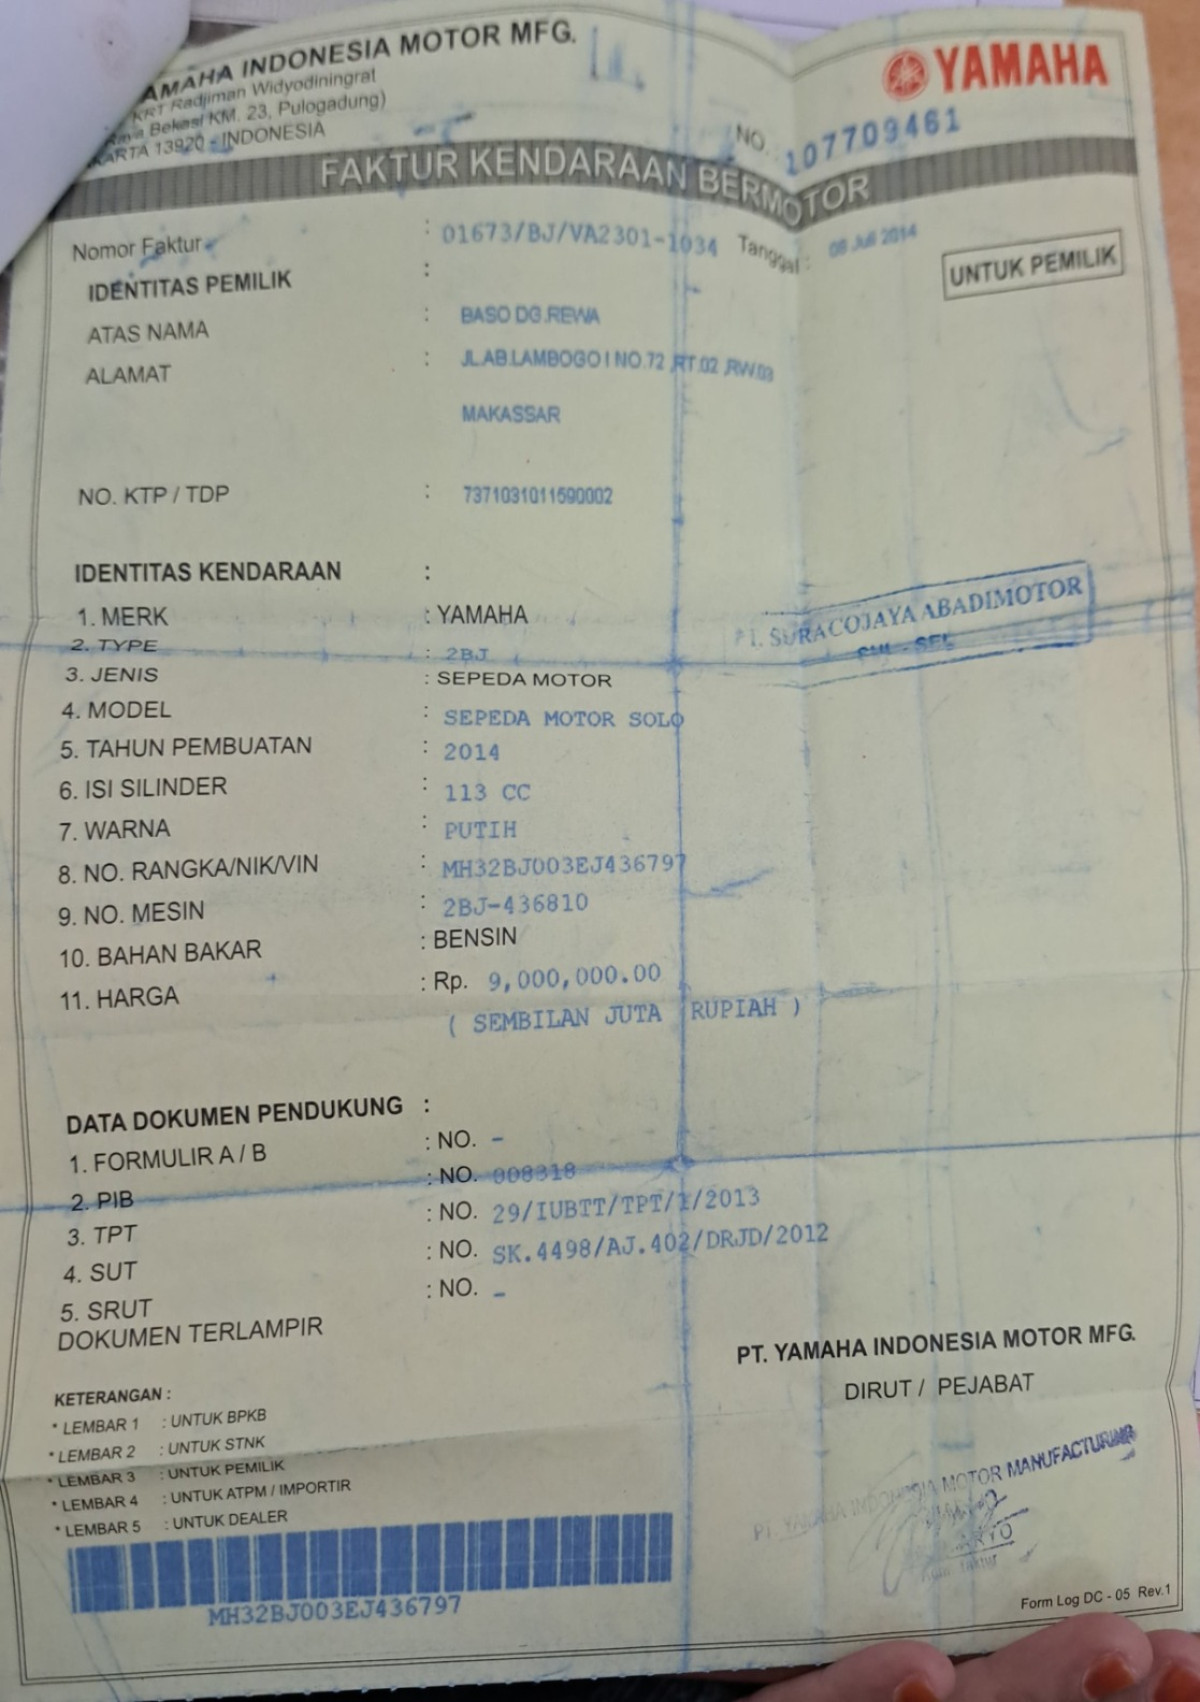 AMAHA INDONESIA MOTOR MFG.
KRT Radjiman Widyodiningrat
Raya Bekasi KM. 23, Pulogadung)
KARTA 13920 - INDONESIA
YAMAHA
NO. 107709461
FAKTUR KENDARAAN BERMOTOR
Nomor Faktur : 01673/BJ/VA2301-1034 Tanggal : 08 Juli 2014
UNTUK PEMILIK
IDENTITAS PEMILIK :
ATAS NAMA : BASO DG.REWA
ALAMAT : JL.AB.LAMBOGO I NO.72 ,RT.02 ,RW.03
MAKASSAR
NO. KTP / TDP : 7371031011590002
IDENTITAS KENDARAAN :
1. MERK : YAMAHA
PT. SURACOJAYA ABADIMOTOR
SUL - SEL
2. TYPE : 2BJ
3. JENIS : SEPEDA MOTOR
4. MODEL : SEPEDA MOTOR SOLO
5. TAHUN PEMBUATAN : 2014
6. ISI SILINDER : 113 CC
7. WARNA : PUTIH
8. NO. RANGKA/NIK/VIN : MH32BJ003EJ436797
9. NO. MESIN : 2BJ-436810
10. BAHAN BAKAR : BENSIN
11. HARGA : Rp. 9,000,000.00
( SEMBILAN JUTA RUPIAH )
DATA DOKUMEN PENDUKUNG :
1. FORMULIR A / B : NO. -
2. PIB : NO. 008318
3. TPT : NO. 29/IUBTT/TPT/1/2013
4. SUT : NO. SK.4498/AJ.402/DRJD/2012
5. SRUT : NO. -
DOKUMEN TERLAMPIR
PT. YAMAHA INDONESIA MOTOR MFG.
DIRUT / PEJABAT
KETERANGAN :
* LEMBAR 1 : UNTUK BPKB
* LEMBAR 2 : UNTUK STNK
* LEMBAR 3 : UNTUK PEMILIK
* LEMBAR 4 : UNTUK ATPM / IMPORTIR
* LEMBAR 5 : UNTUK DEALER
PT. YAMAHA INDONESIA MOTOR MANUFACTURING
MH32BJ003EJ436797
Form Log DC - 05 Rev.1